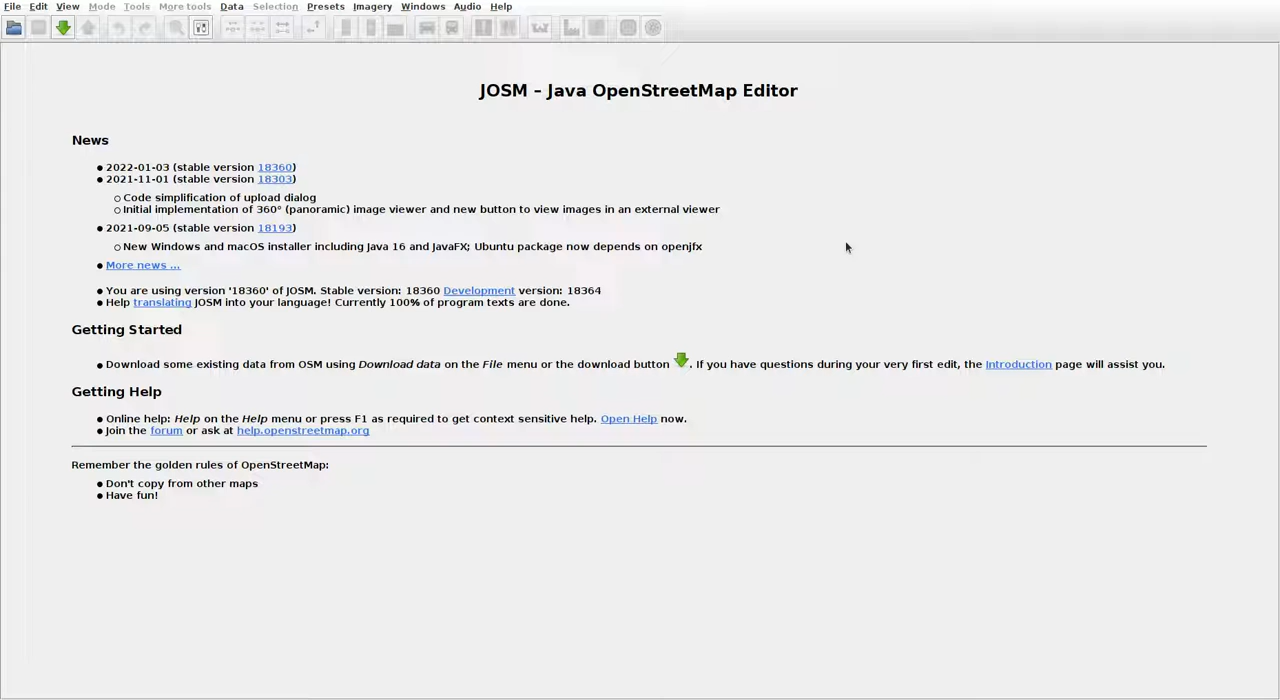 File Edit View Mode Tools More tools Data Selection Presets Imagery Windows Audio Help
JOSM – Java OpenStreetMap Editor
News
2022-01-03 (stable version 18360)
2021-11-01 (stable version 18303)
Code simplification of upload dialog
Initial implementation of 360° (panoramic) image viewer and new button to view images in an external viewer
2021-09-05 (stable version 18193)
New Windows and macOS installer including Java 16 and JavaFX; Ubuntu package now depends on openjfx
More news ...
You are using version '18360' of JOSM. Stable version: 18360 Development version: 18364
Help translating JOSM into your language! Currently 100% of program texts are done.
Getting Started
Download some existing data from OSM using Download data on the File menu or the download button . If you have questions during your very first edit, the Introduction page will assist you.
Getting Help
Online help: Help on the Help menu or press F1 as required to get context sensitive help. Open Help now.
Join the forum or ask at help.openstreetmap.org
Remember the golden rules of OpenStreetMap:
Don't copy from other maps
Have fun!